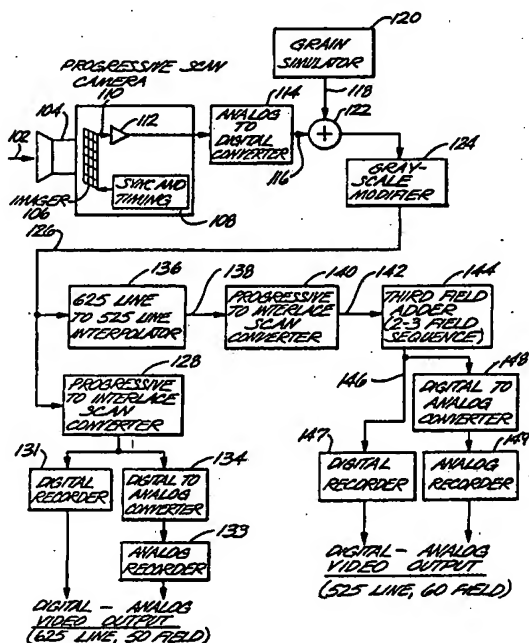 120
GRAIN
SIMULATOR
PROGRESSIVE SCAN
CAMERA
110
104
112
114
118
102
ANALOG
TO
DIGITAL
CONVERTER
122
+
116
124
GRAY-
SCALE
MODIFIER
IMAGER
106
SYNC AND
TIMING
108
126
136
138
140
142
144
625 LINE
TO 525 LINE
INTERPOLATOR
PROGRESSIVE
TO INTERLACE
SCAN
CONVERTER
THIRD FIELD
ADDER
(2-3 FIELD
SEQUENCE)
128
PROGRESSIVE
TO INTERLACE
SCAN
CONVERTER
146
148
DIGITAL TO
ANALOG
CONVERTER
131
134
147
149
DIGITAL
RECORDER
DIGITAL TO
ANALOG
CONVERTER
DIGITAL
RECORDER
ANALOG
RECORDER
133
ANALOG
RECORDER
DIGITAL - ANALOG
VIDEO OUTPUT
(525 LINE, 60 FIELD)
DIGITAL - ANALOG
VIDEO OUTPUT
(625 LINE, 50 FIELD)